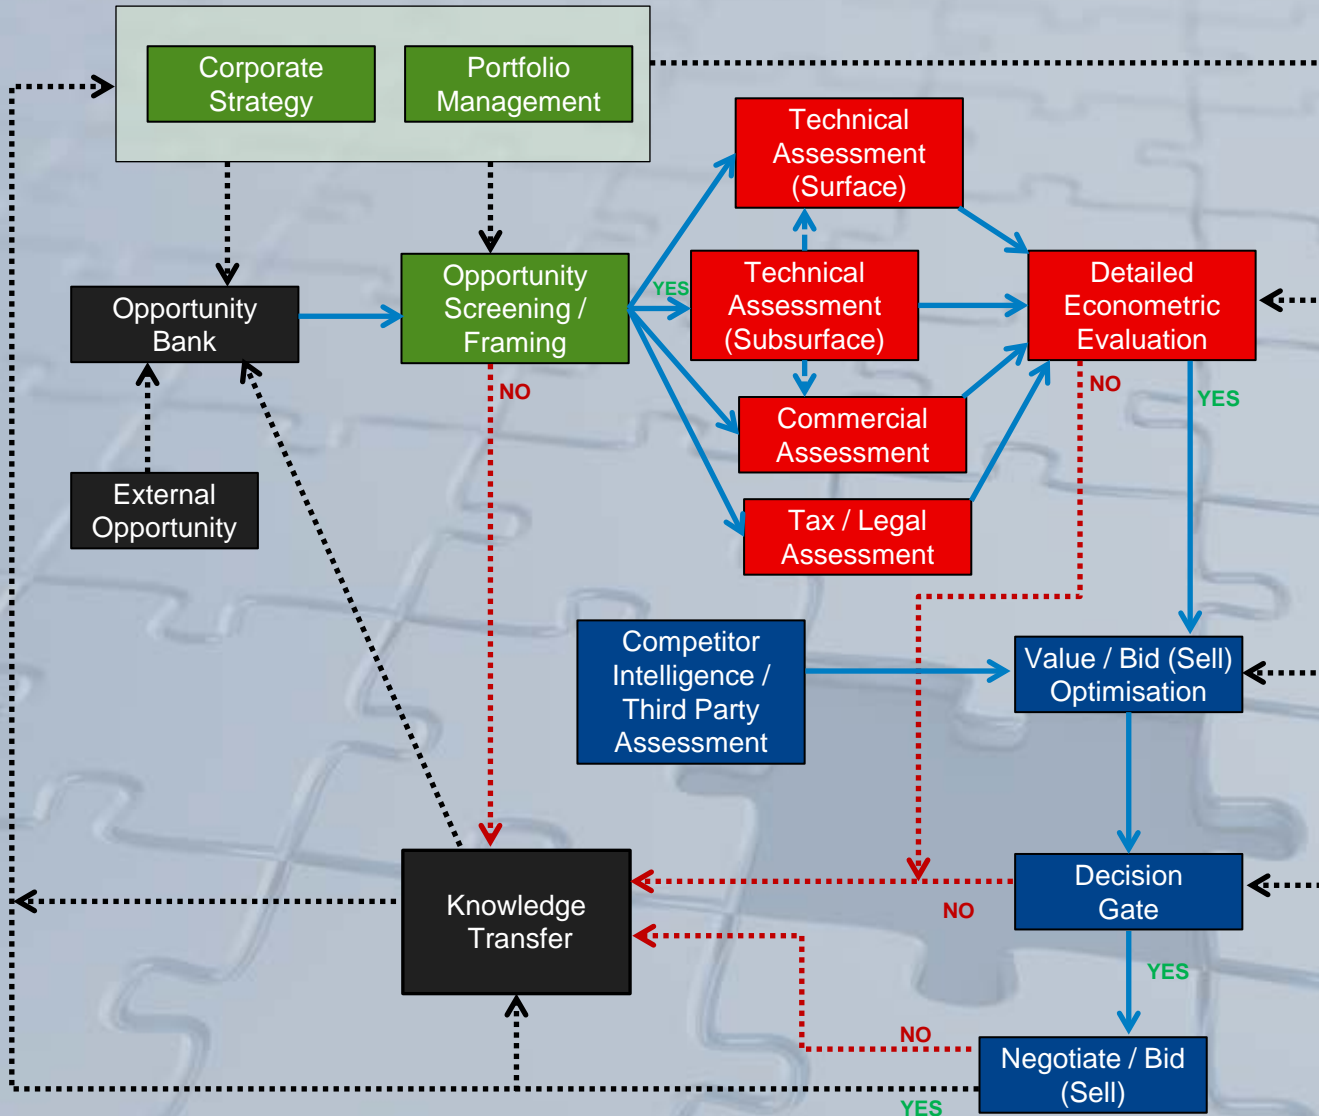 Corporate
Strategy
Portfolio
Management
Technical
Assessment
(Surface)
Opportunity
Bank
Opportunity
Screening /
Framing
YES
Technical
Assessment
(Subsurface)
Detailed
Econometric
Evaluation
NO
NO
YES
Commercial
Assessment
External
Opportunity
Tax / Legal
Assessment
Competitor
Intelligence /
Third Party
Assessment
Value / Bid (Sell)
Optimisation
Knowledge
Transfer
Decision
Gate
NO
YES
NO
Negotiate / Bid
(Sell)
YES